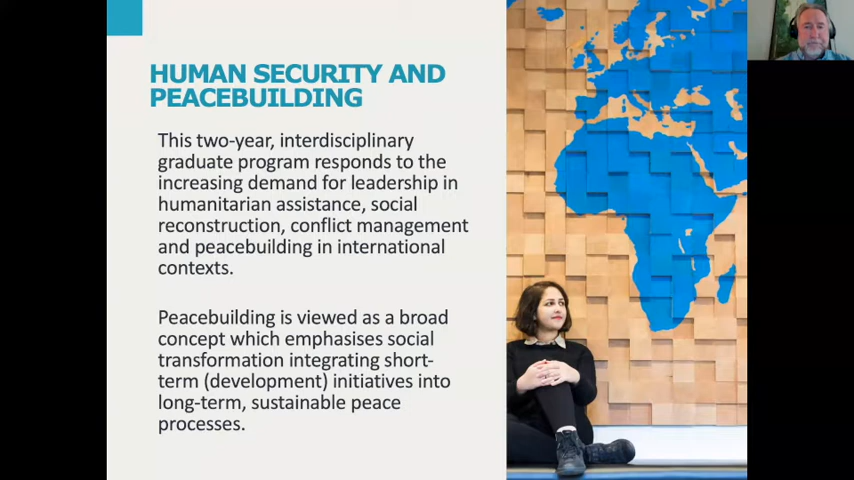 HUMAN SECURITY AND
PEACEBUILDING
This two-year, interdisciplinary
graduate program responds to the
increasing demand for leadership in
humanitarian assistance, social
reconstruction, conflict management
and peacebuilding in international
contexts.
Peacebuilding is viewed as a broad
concept which emphasises social
transformation integrating short-
term (development) initiatives into
long-term, sustainable peace
processes.